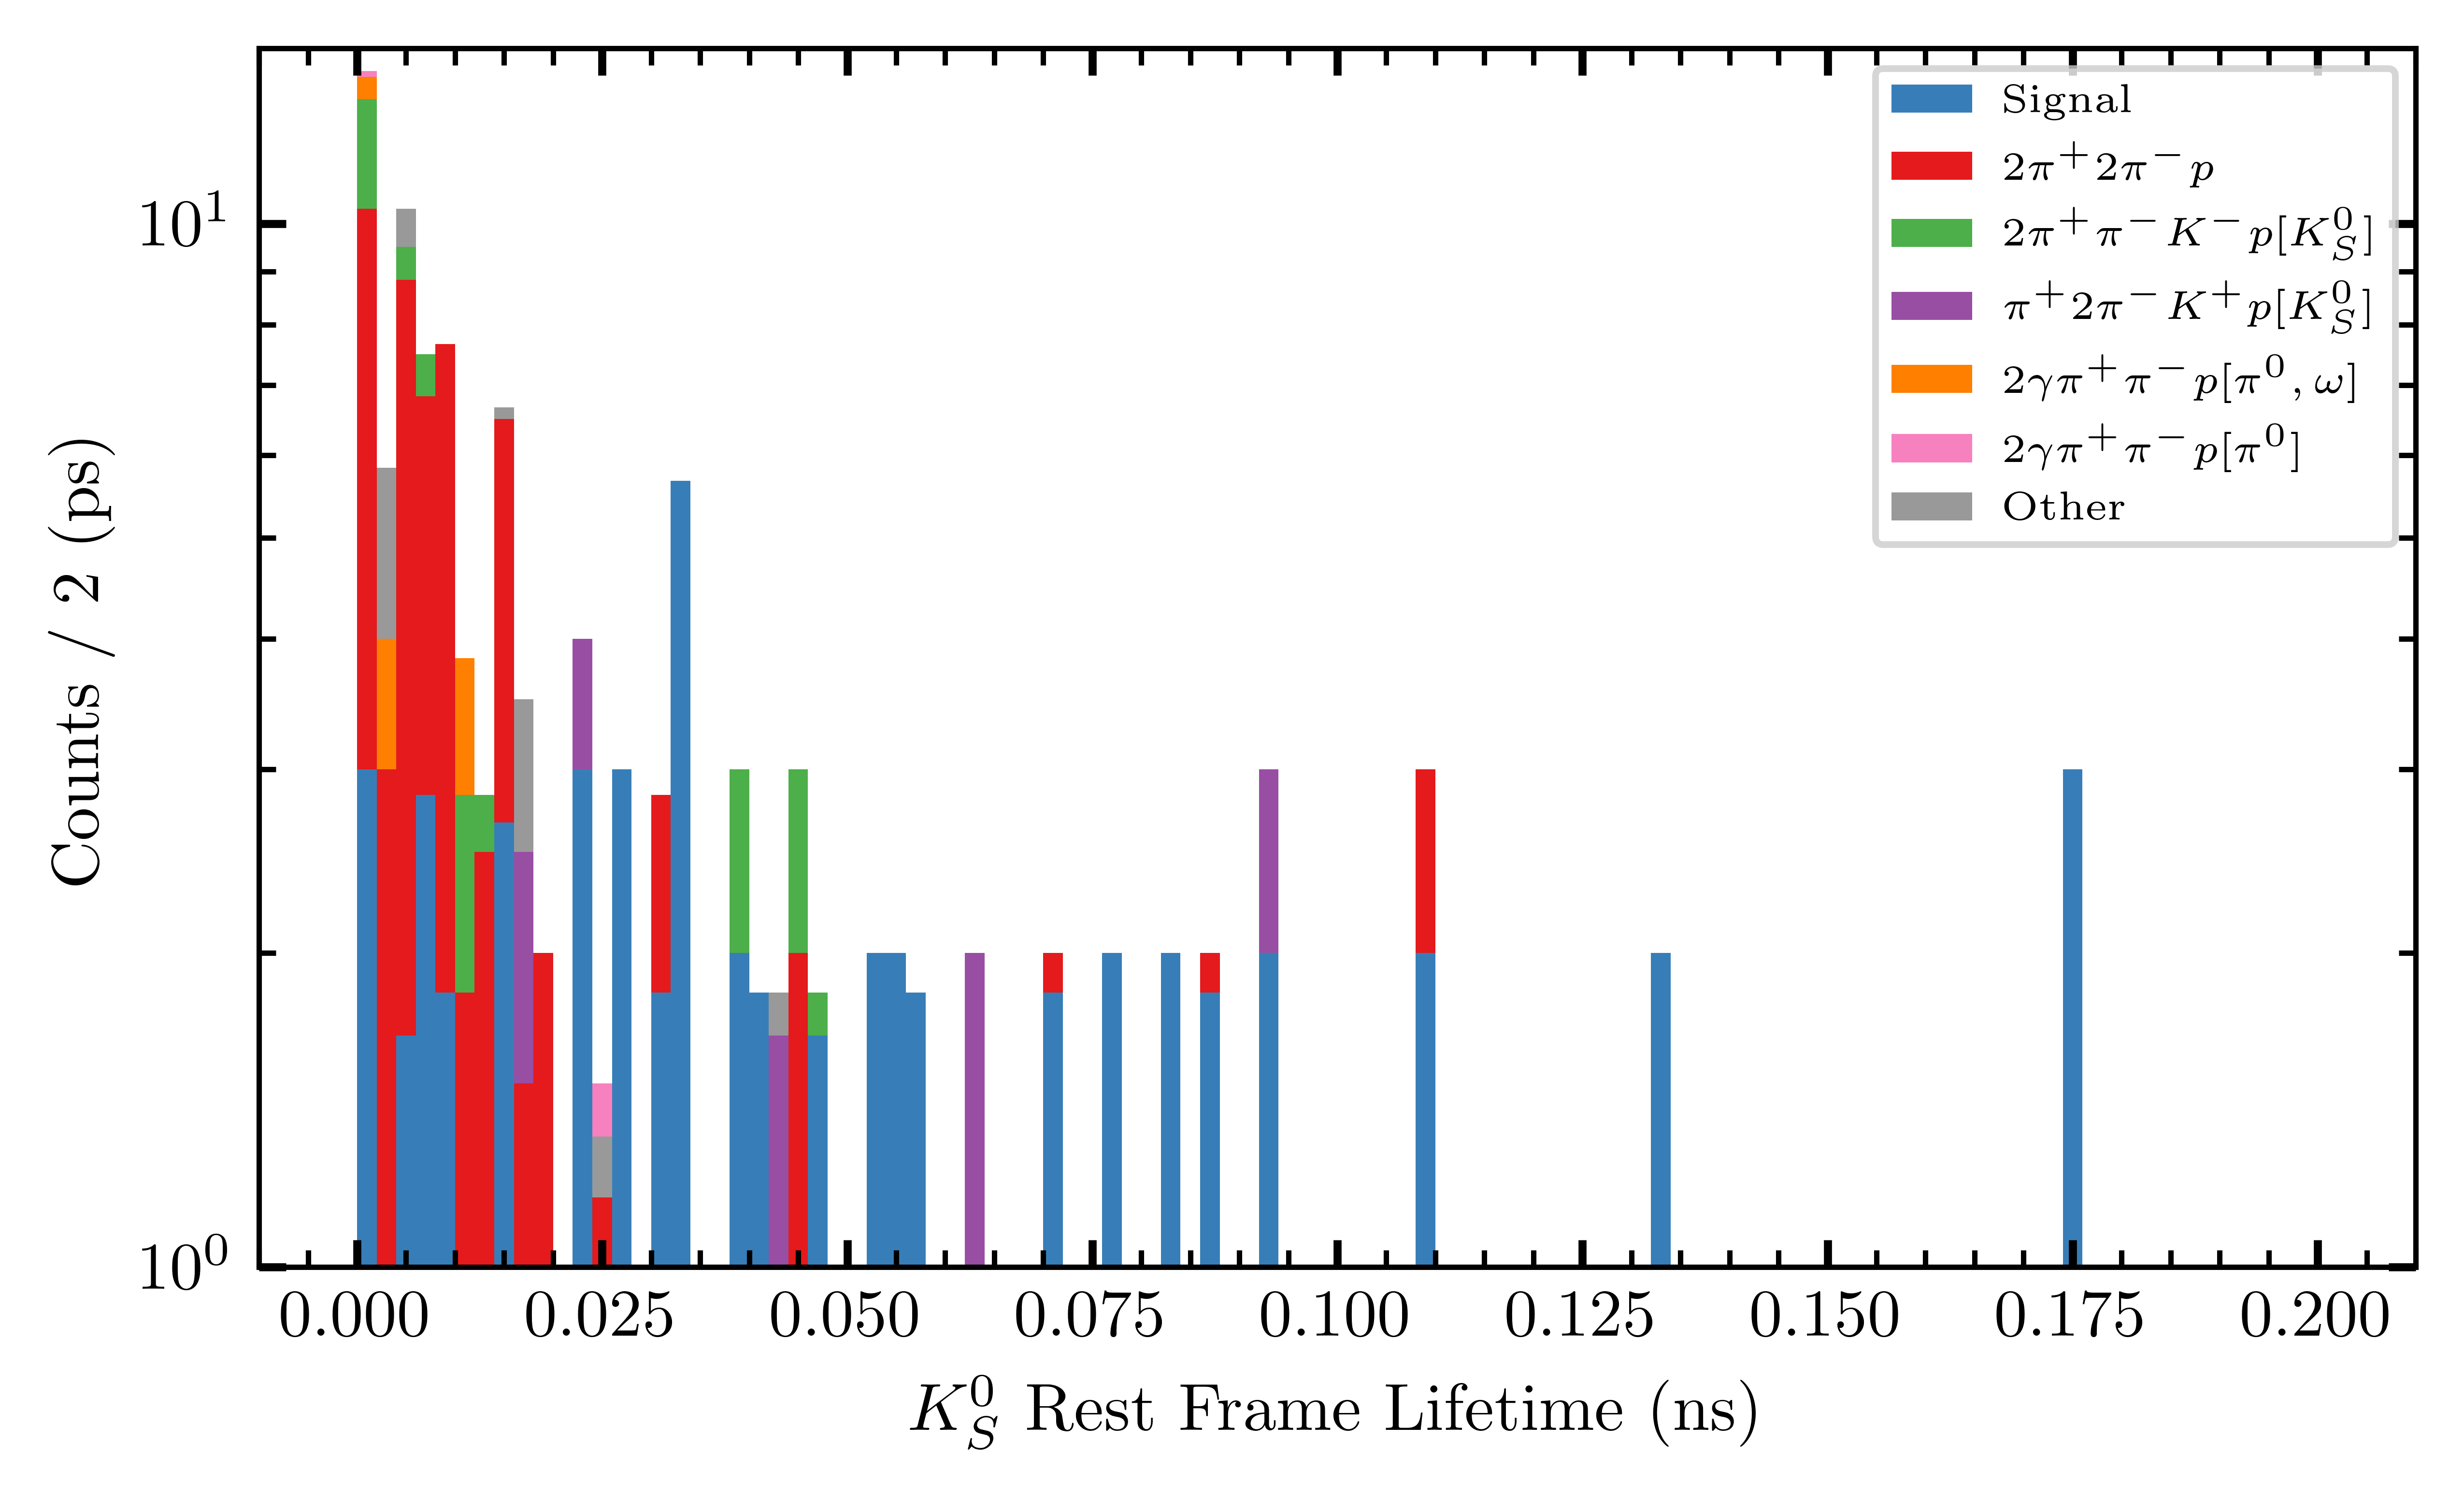 Counts / 2 (ps)
10¹
10⁰
Signal
2π⁺2π⁻p
2π⁺π⁻K⁻p[K⁰_S]
π⁺2π⁻K⁺p[K⁰_S]
2γπ⁺π⁻p[π⁰, ω]
2γπ⁺π⁻p[π⁰]
Other
0.000 0.025 0.050 0.075 0.100 0.125 0.150 0.175 0.200
K⁰_S Rest Frame Lifetime (ns)